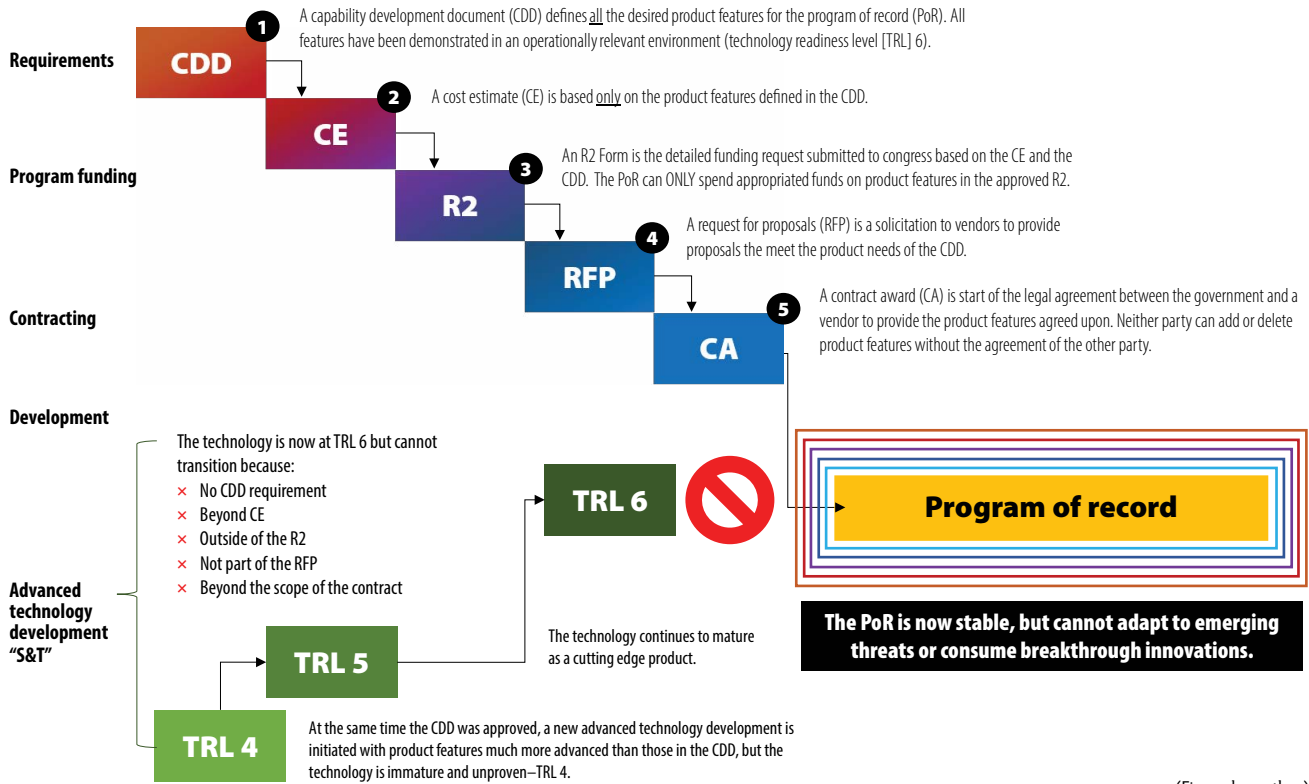 1
A capability development document (CDD) defines all the desired product features for the program of record (PoR). All
features have been demonstrated in an operationally relevant environment (technology readiness level [TRL] 6).
Requirements
CDD
2
A cost estimate (CE) is based only on the product features defined in the CDD.
CE
Program funding
3
An R2 Form is the detailed funding request submitted to congress based on the CE and the
CDD. The PoR can ONLY spend appropriated funds on product features in the approved R2.
R2
4
A request for proposals (RFP) is a solicitation to vendors to provide
proposals the meet the product needs of the CDD.
RFP
Contracting
5
A contract award (CA) is start of the legal agreement between the government and a
vendor to provide the product features agreed upon. Neither party can add or delete
product features without the agreement of the other party.
CA
Development
The technology is now at TRL 6 but cannot
transition because:
× No CDD requirement
× Beyond CE
× Outside of the R2
× Not part of the RFP
× Beyond the scope of the contract
TRL 6
Program of record
Advanced
technology
development
“S&T”
The PoR is now stable, but cannot adapt to emerging
threats or consume breakthrough innovations.
The technology continues to mature
as a cutting edge product.
TRL 5
TRL 4
At the same time the CDD was approved, a new advanced technology development is
initiated with product features much more advanced than those in the CDD, but the
technology is immature and unproven–TRL 4.